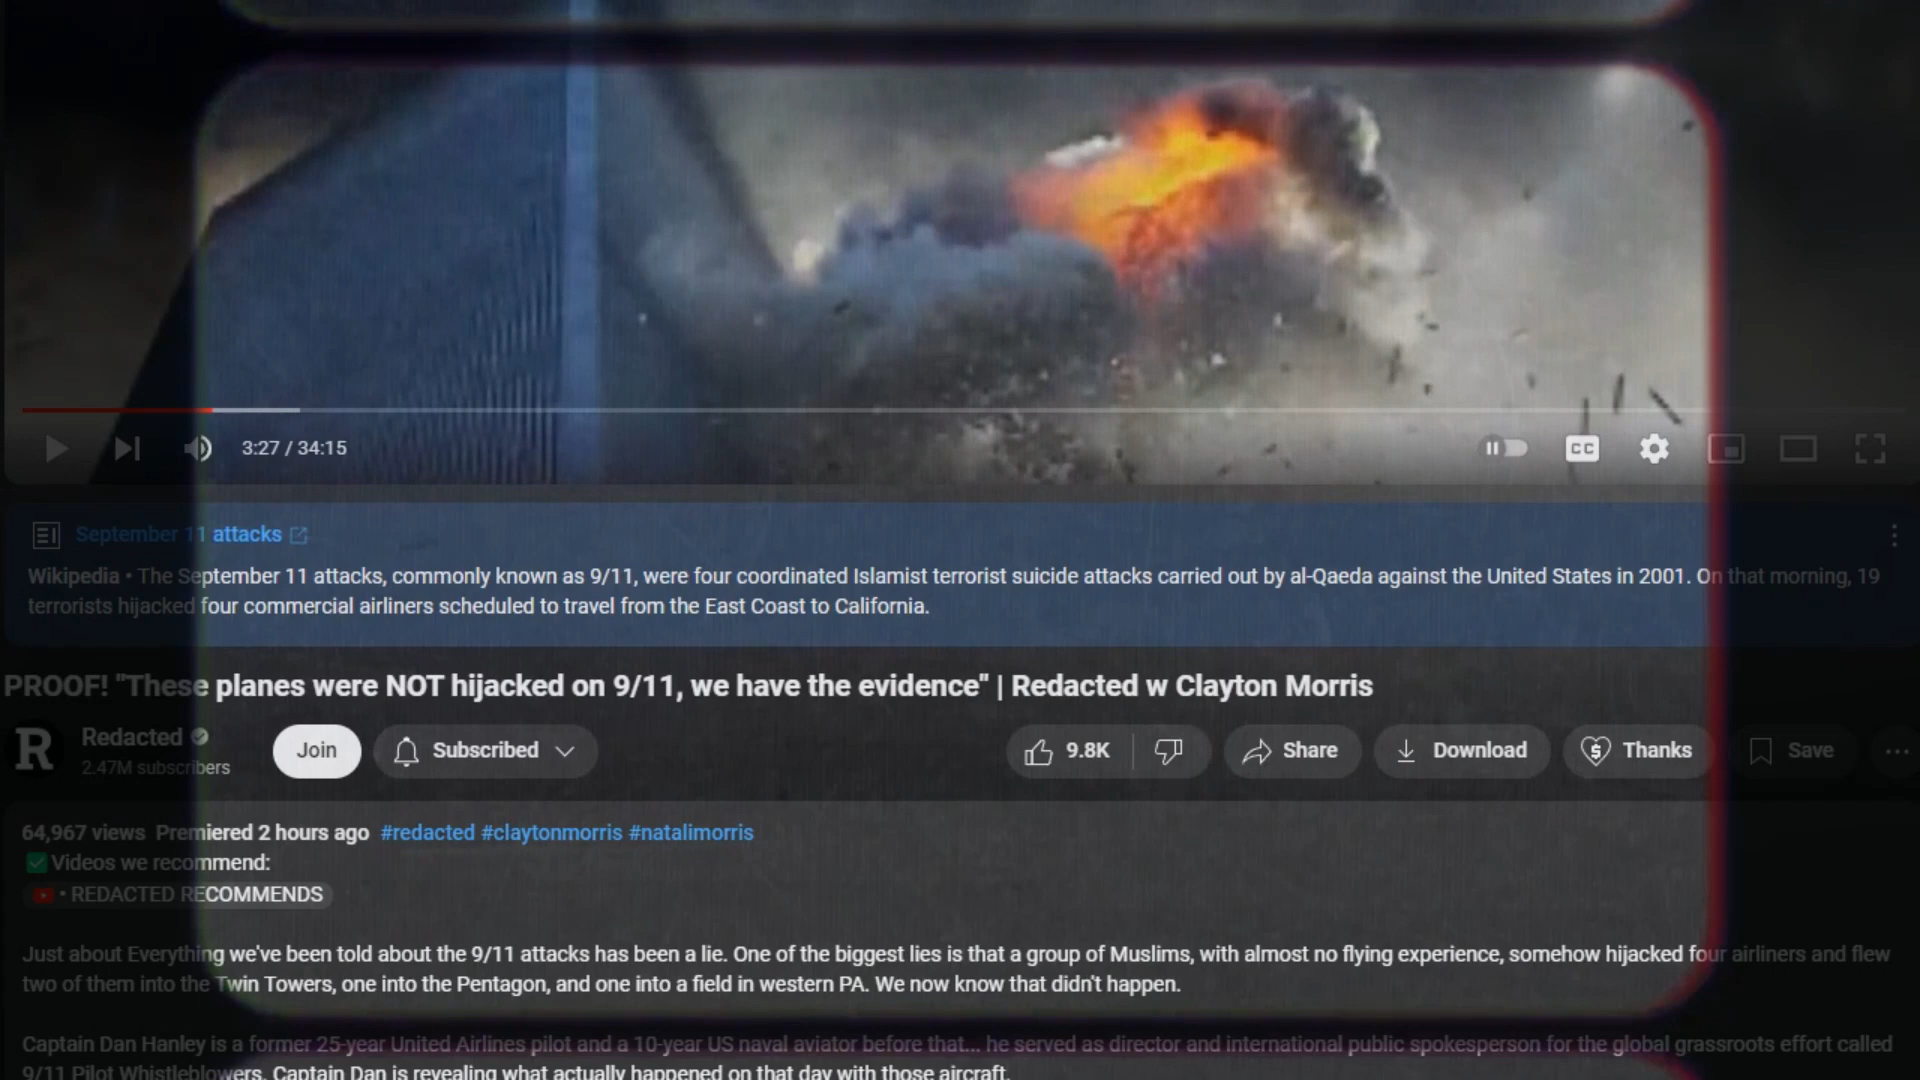 3:27 / 34:15
CC
September 11 attacks
Wikipedia • The September 11 attacks, commonly known as 9/11, were four coordinated Islamist terrorist suicide attacks carried out by al-Qaeda against the United States in 2001. On that morning, 19
terrorists hijacked four commercial airliners scheduled to travel from the East Coast to California.
PROOF! "These planes were NOT hijacked on 9/11, we have the evidence" | Redacted w Clayton Morris
R
Redacted
2.47M subscribers
Join
Subscribed
9.8K
Share
Download
Thanks
Save
64,967 views Premiered 2 hours ago #redacted #claytonmorris #natalimorris
✅ Videos we recommend:
• REDACTED RECOMMENDS
Just about Everything we've been told about the 9/11 attacks has been a lie. One of the biggest lies is that a group of Muslims, with almost no flying experience, somehow hijacked four airliners and flew
two of them into the Twin Towers, one into the Pentagon, and one into a field in western PA. We now know that didn't happen.
Captain Dan Hanley is a former 25-year United Airlines pilot and a 10-year US naval aviator before that... he served as director and international public spokesperson for the global grassroots effort called
9/11 Pilot Whistleblowers. Captain Dan is revealing what actually happened on that day with those aircraft.